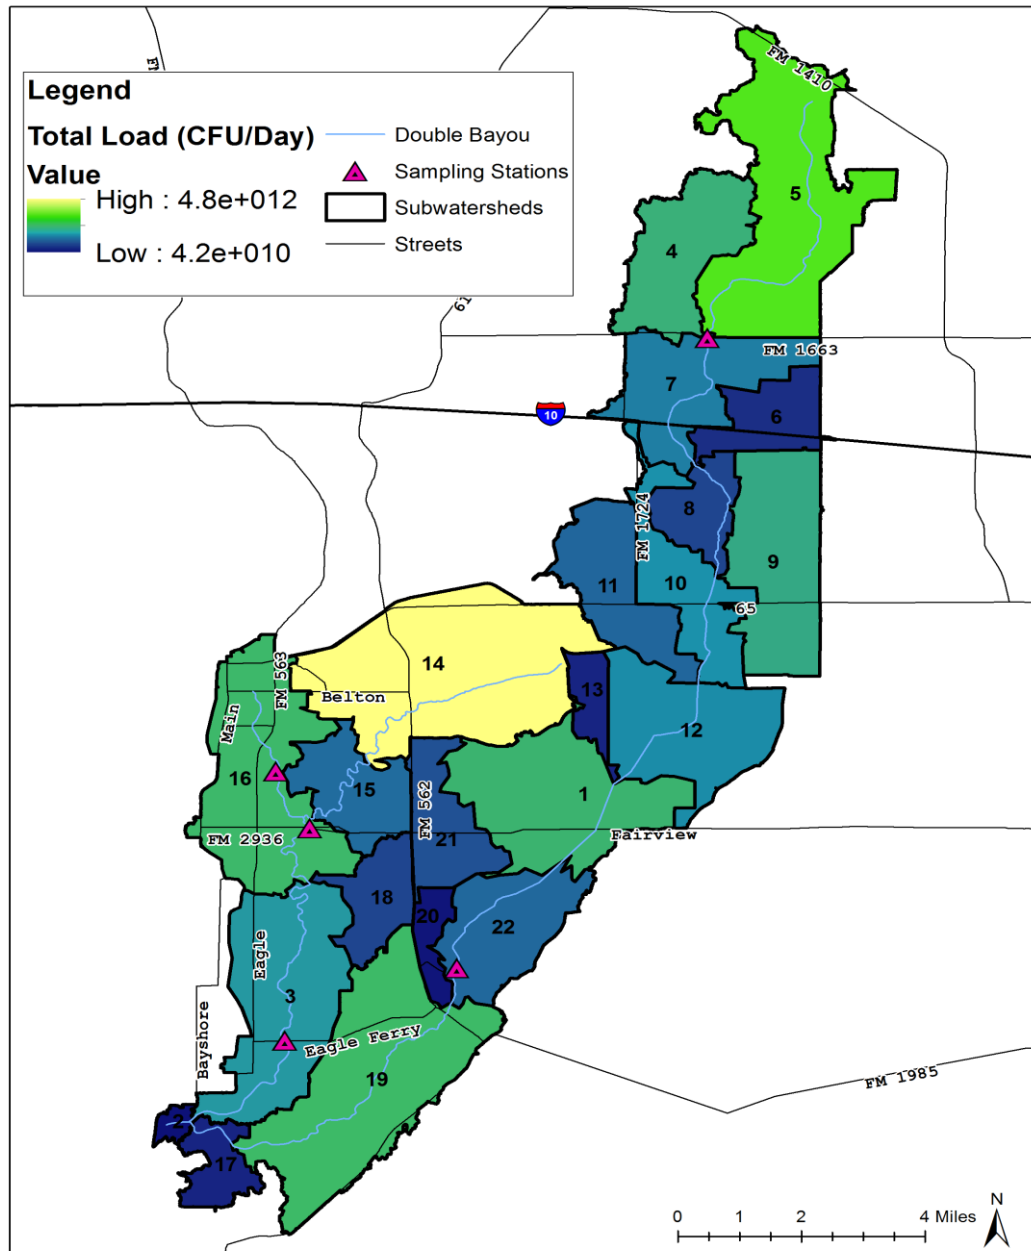 FM 1410
Legend
Total Load (CFU/Day)
Value
High : 4.8e+012
Low : 4.2e+010
Double Bayou
Sampling Stations
Subwatersheds
Streets
5
4
FM 1663
7
6
10
8
FM 1724
9
11
10
65
14
FM 563
Belton
13
Main
12
16
15
1
FM 562
FM 2936
21
Fairview
18
20
22
Eagle
3
Bayshore
Eagle Ferry
19
FM 1985
2
17
N
0 1 2 4 Miles